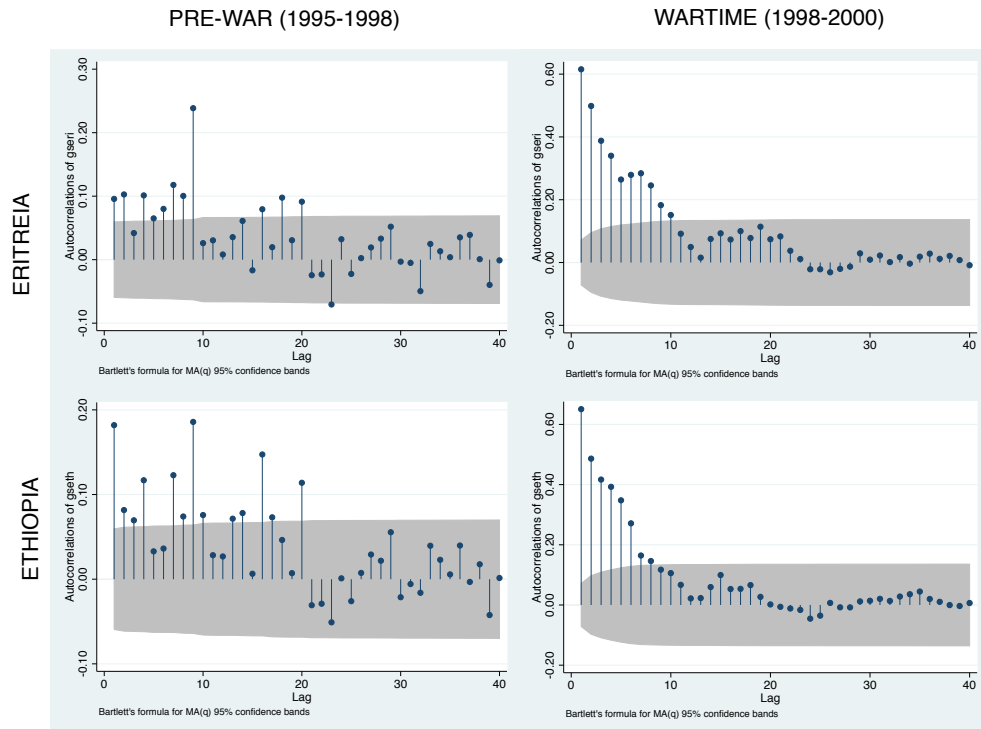 PRE-WAR (1995-1998)
WARTIME (1998-2000)
ERITREIA
Autocorrelations of gseri
0.30
0.20
0.10
0.00
-0.10
0
10
20
30
40
Lag
Bartlett's formula for MA(q) 95% confidence bands
Autocorrelations of gseri
0.60
0.40
0.20
0.00
-0.20
0
10
20
30
40
Lag
Bartlett's formula for MA(q) 95% confidence bands
ETHIOPIA
Autocorrelations of gseth
0.20
0.10
0.00
-0.10
0
10
20
30
40
Lag
Bartlett's formula for MA(q) 95% confidence bands
Autocorrelations of gseth
0.60
0.40
0.20
0.00
-0.20
0
10
20
30
40
Lag
Bartlett's formula for MA(q) 95% confidence bands